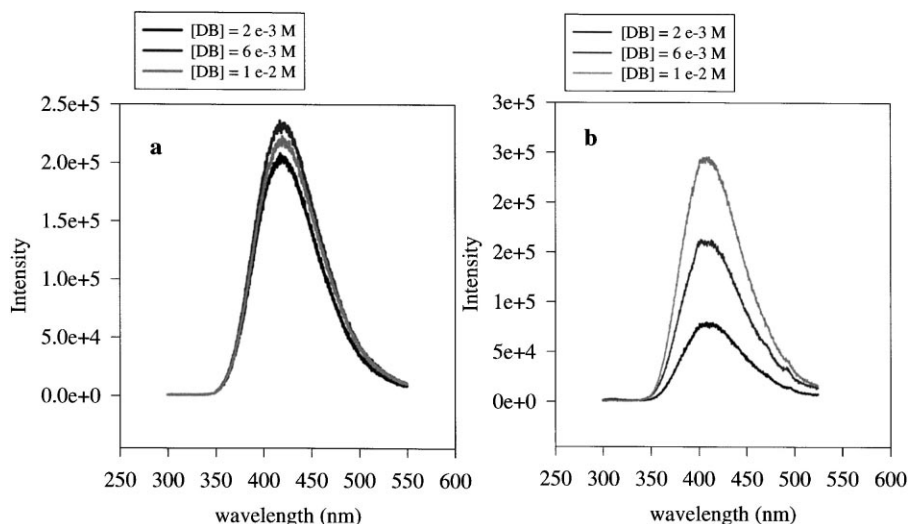 [DB] = 2 e-3 M
[DB] = 6 e-3 M
[DB] = 1 e-2 M
2.5e+5
2.0e+5
1.5e+5
1.0e+5
5.0e+4
0.0e+0
Intensity
a
250 300 350 400 450 500 550 600
wavelength (nm)
[DB] = 2 e-3 M
[DB] = 6 e-3 M
[DB] = 1 e-2 M
3e+5
3e+5
2e+5
2e+5
1e+5
5e+4
0e+0
Intensity
b
250 300 350 400 450 500 550 600
wavelength (nm)